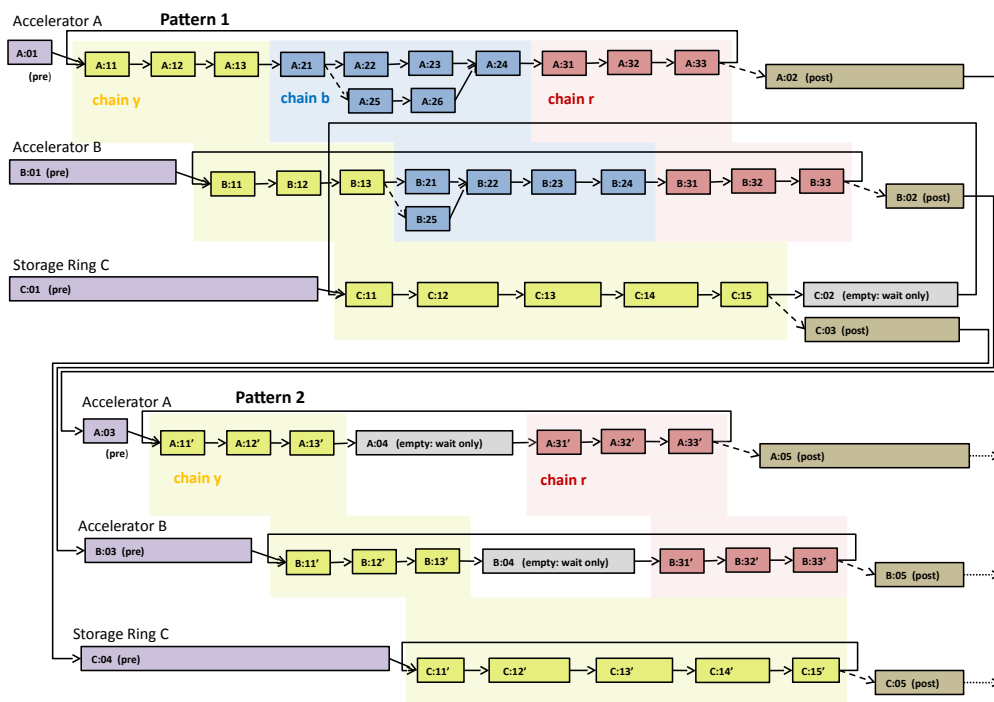 Accelerator A
Pattern 1
A:01
(pre)
A:11
A:12
A:13
A:21
A:22
A:23
A:24
A:31
A:32
A:33
A:02 (post)
A:25
A:26
chain y
chain b
chain r
Accelerator B
B:01 (pre)
B:11
B:12
B:13
B:21
B:22
B:23
B:24
B:31
B:32
B:33
B:02 (post)
B:25
Storage Ring C
C:01 (pre)
C:11
C:12
C:13
C:14
C:15
C:02 (empty: wait only)
C:03 (post)
Accelerator A
Pattern 2
A:03
(pre)
A:11’
A:12’
A:13’
A:04 (empty: wait only)
A:31’
A:32’
A:33’
A:05 (post)
chain y
chain r
Accelerator B
B:03 (pre)
B:11’
B:12’
B:13’
B:04 (empty: wait only)
B:31’
B:32’
B:33’
B:05 (post)
Storage Ring C
C:04 (pre)
C:11’
C:12’
C:13’
C:14’
C:15’
C:05 (post)